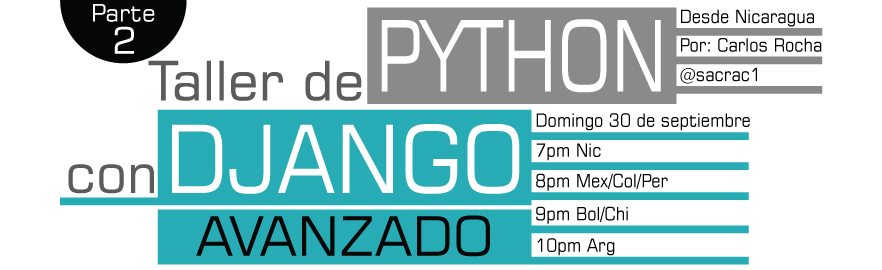 Parte
2
Taller de PYTHON
Desde Nicaragua
Por: Carlos Rocha
@sacrac1
con DJANGO
AVANZADO
Domingo 30 de septiembre
7pm Nic
8pm Mex/Col/Per
9pm Bol/Chi
10pm Arg